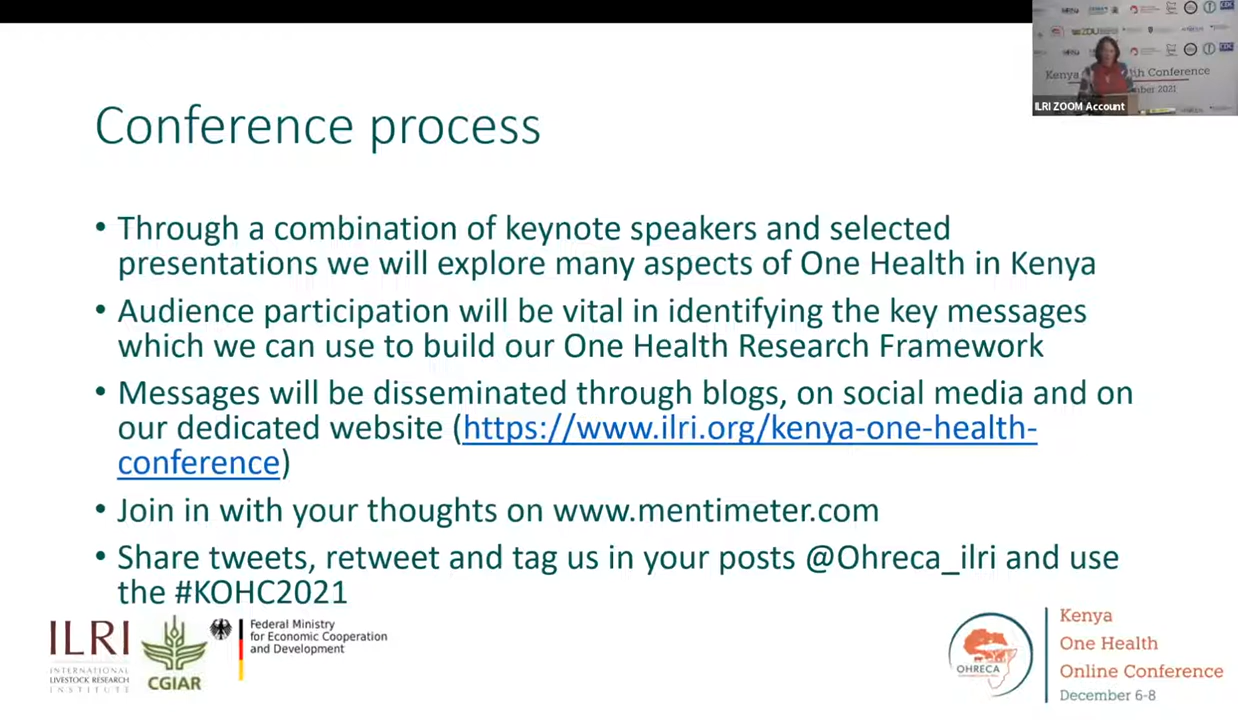 Conference process
• Through a combination of keynote speakers and selected
presentations we will explore many aspects of One Health in Kenya
• Audience participation will be vital in identifying the key messages
which we can use to build our One Health Research Framework
• Messages will be disseminated through blogs, on social media and on
our dedicated website (https://www.ilri.org/kenya-one-health-
conference)
• Join in with your thoughts on www.mentimeter.com
• Share tweets, retweet and tag us in your posts @Ohreca_ilri and use
the #KOHC2021
ILRI
INTERNATIONAL
LIVESTOCK RESEARCH
INSTITUTE
CGIAR
Federal Ministry
for Economic Cooperation
and Development
OHRECA
Kenya
One Health
Online Conference
December 6-8
Kenya
lth Conference
mber 2021
ILRI ZOOM Account